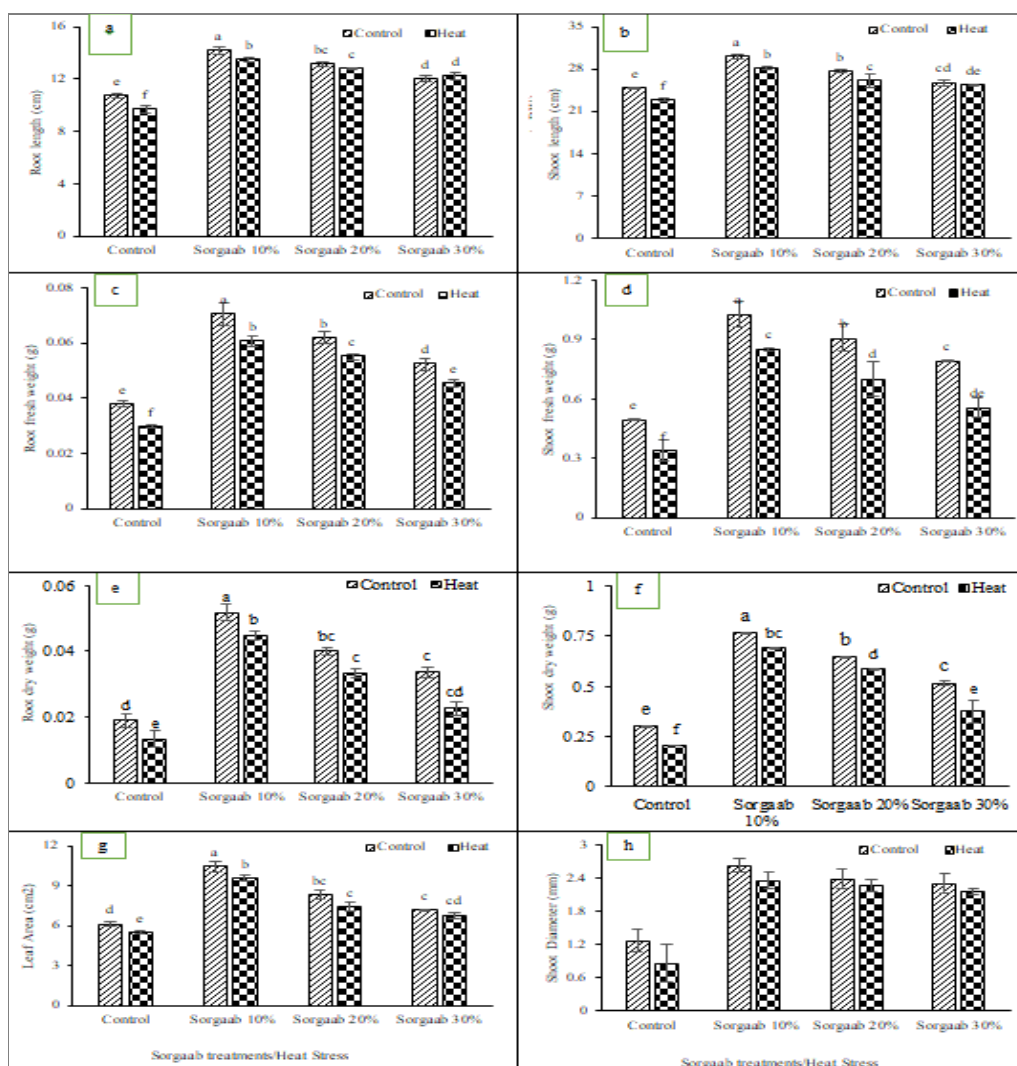 a
Control Heat
Root length (cm)
16
12
8
4
0
e f a b bc c d d
Control Sorgaab 10% Sorgaab 20% Sorgaab 30%
b
Control Heat
Shoot length (cm)
35
28
21
14
7
0
e f a b b c cd de
Control Sorgaab 10% Sorgaab 20% Sorgaab 30%
c
Control Heat
Root fresh weight (g)
0.08
0.06
0.04
0.02
0
e f a b b c d e
Control Sorgaab 10% Sorgaab 20% Sorgaab 30%
d
Control Heat
Shoot fresh weight (g)
1.2
0.9
0.6
0.3
0
e f a b b d c de
Control Sorgaab 10% Sorgaab 20% Sorgaab 30%
e
Control Heat
Root dry weight (g)
0.06
0.04
0.02
0
d e a b bc c c cd
Control Sorgaab 10% Sorgaab 20% Sorgaab 30%
f
Control Heat
Shoot dry weight (g)
1
0.75
0.5
0.25
0
e f a bc b d c e
Control Sorgaab 10% Sorgaab 20% Sorgaab 30%
g
Control Heat
Leaf Area (cm2)
12
9
6
3
0
d e a b bc c c cd
Control Sorgaab 10% Sorgaab 20% Sorgaab 30%
Sorgaab treatments/Heat Stress
h
Control Heat
Shoot Diameter (mm)
3
2.4
1.8
1.2
0.6
0
Control Sorgaab 10% Sorgaab 20% Sorgaab 30%
Sorgaab treatments/Heat Stress